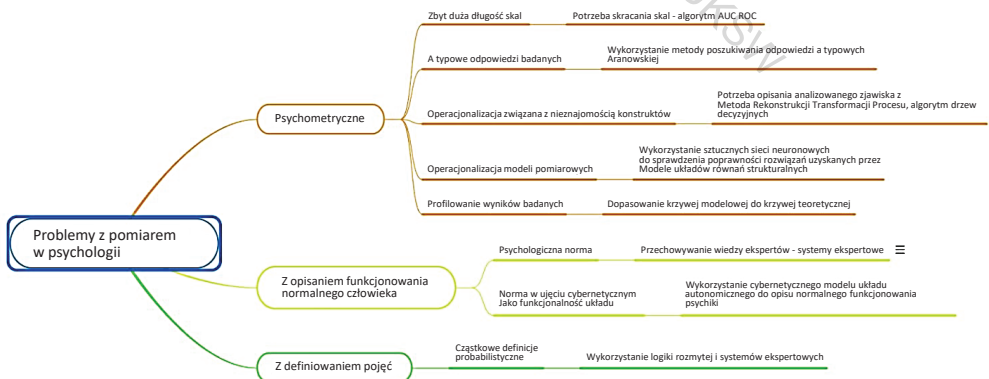 Problemy z pomiarem
w psychologii
Psychometryczne
Zbyt duża długość skal
Potrzeba skracania skal - algorytm AUC ROC
A typowe odpowiedzi badanych
Wykorzystanie metody poszukiwania odpowiedzi a typowych
Aranowskiej
Operacjonalizacja związana z nieznajomością konstruktów
Potrzeba opisania analizowanego zjawiska z
Metoda Rekonstrukcji Transformacji Procesu, algorytm drzew
decyzyjnych
Operacjonalizacja modeli pomiarowych
Wykorzystanie sztucznych sieci neuronowych
do sprawdzenia poprawności rozwiązań uzyskanych przez
Modele układów równań strukturalnych
Profilowanie wyników badanych
Dopasowanie krzywej modelowej do krzywej teoretycznej
Z opisaniem funkcjonowania
normalnego człowieka
Psychologiczna norma
Przechowywanie wiedzy ekspertów - systemy ekspertowe
Norma w ujęciu cybernetycznym
Jako funkcjonalność układu
Wykorzystanie cybernetycznego modelu układu
autonomicznego do opisu normalnego funkcjonowania
psychiki
Z definiowaniem pojęć
Cząstkowe definicje
probabilistyczne
Wykorzystanie logiki rozmytej i systemów ekspertowych